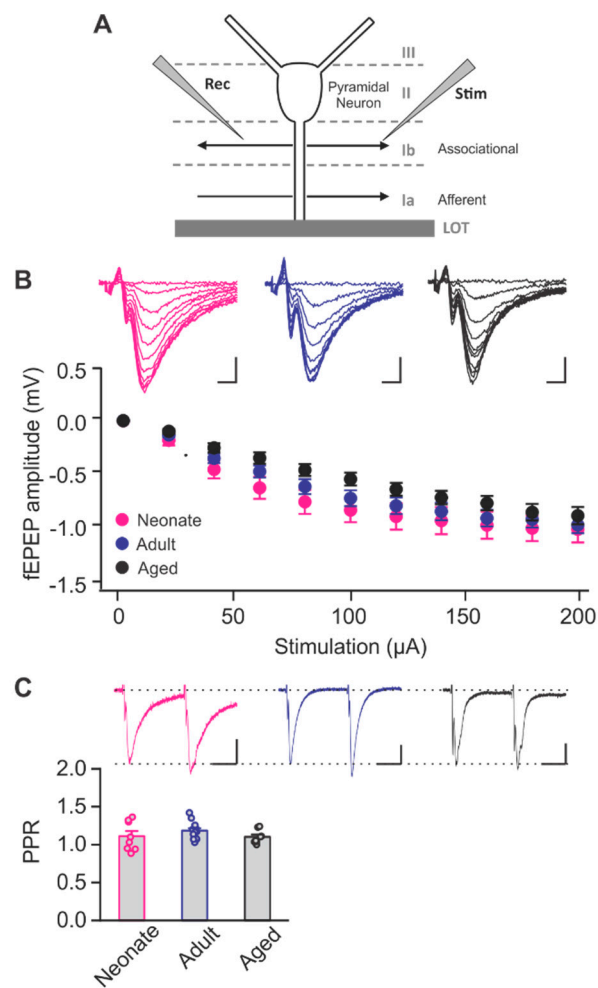 A
III
Rec
Pyramidal
Neuron
II
Stim
Ib Associational
Ia Afferent
LOT
B
0.5
0.0
-0.5
-1.0
-1.5
fEPEP amplitude (mV)
Neonate
Adult
Aged
0 50 100 150 200
Stimulation (μA)
C
2.0
1.5
1.0
0.5
0.0
PPR
Neonate
Adult
Aged